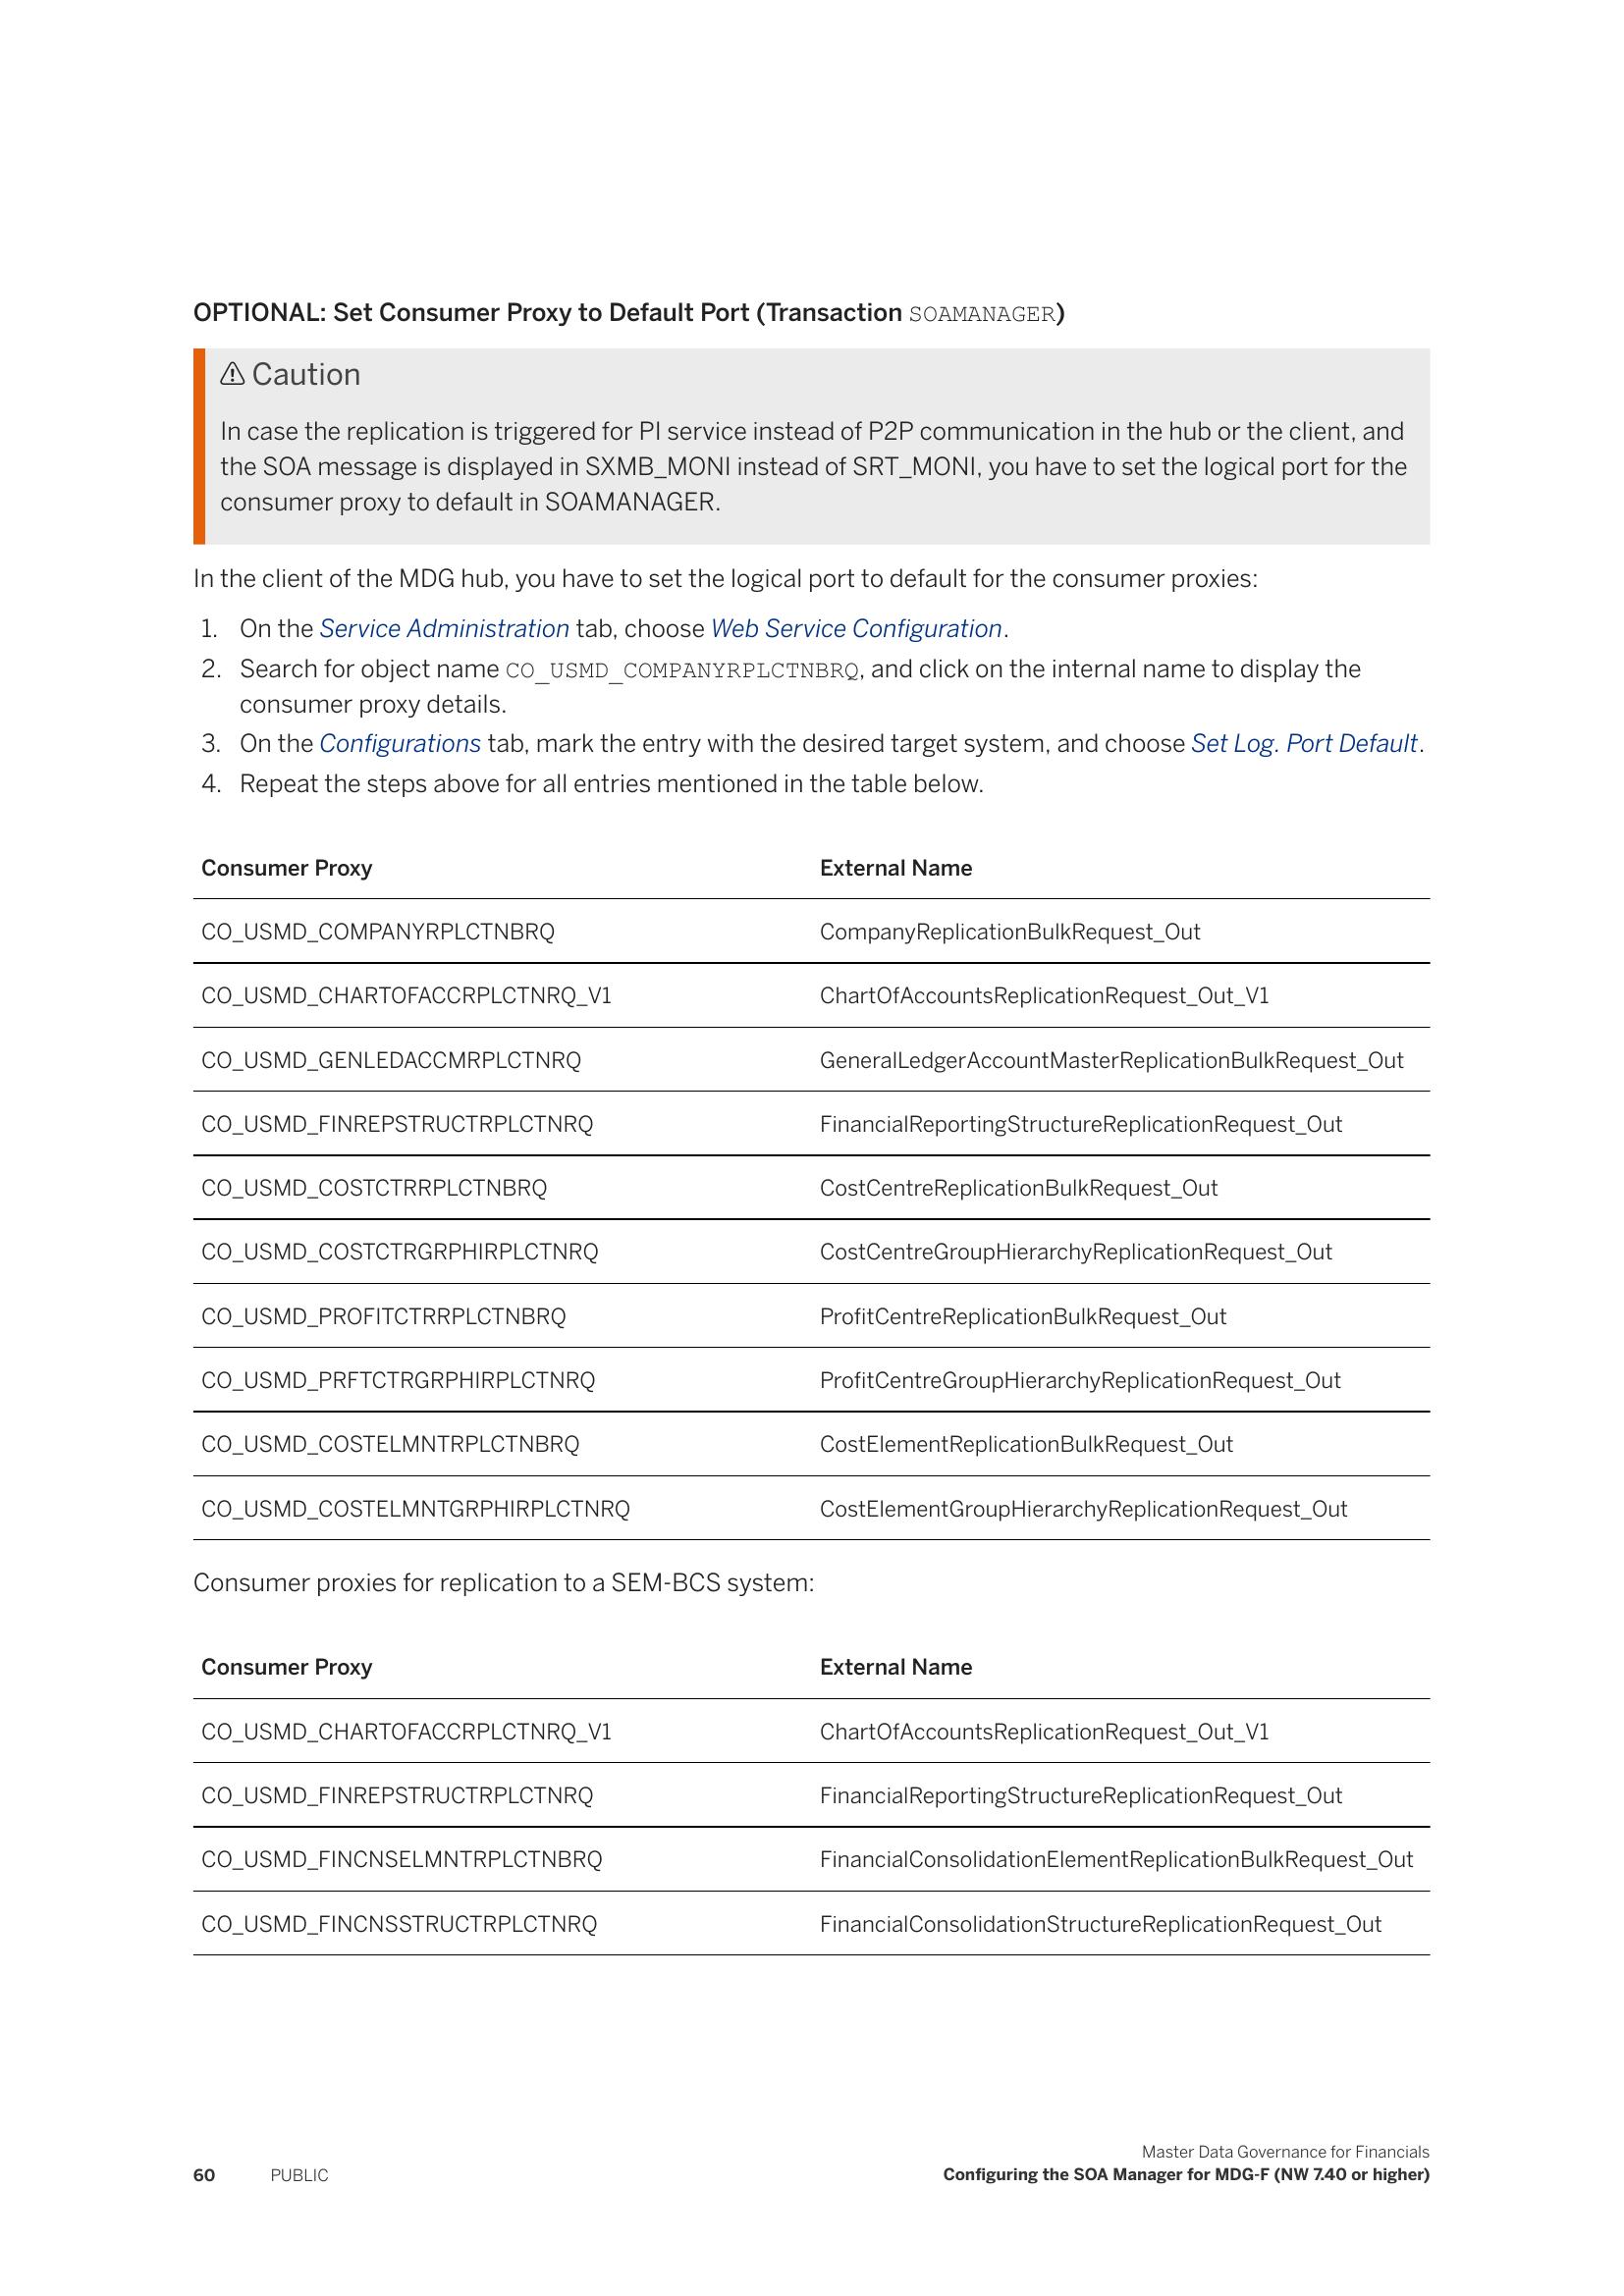 OPTIONAL: Set Consumer Proxy to Default Port (Transaction SOAMANAGER)
Caution
In case the replication is triggered for PI service instead of P2P communication in the hub or the client, and
the SOA message is displayed in SXMB_MONI instead of SRT_MONI, you have to set the logical port for the
consumer proxy to default in SOAMANAGER.
In the client of the MDG hub, you have to set the logical port to default for the consumer proxies:
1. On the Service Administration tab, choose Web Service Configuration.
2. Search for object name CO_USMD_COMPANYRPLCTNBRQ, and click on the internal name to display the
consumer proxy details.
3. On the Configurations tab, mark the entry with the desired target system, and choose Set Log. Port Default.
4. Repeat the steps above for all entries mentioned in the table below.
Consumer Proxy External Name
CO_USMD_COMPANYRPLCTNBRQ CompanyReplicationBulkRequest_Out
CO_USMD_CHARTOFACCRPLCTNRQ_V1 ChartOfAccountsReplicationRequest_Out_V1
CO_USMD_GENLEDACCMRPLCTNRQ GeneralLedgerAccountMasterReplicationBulkRequest_Out
CO_USMD_FINREPSTRUCTRPLCTNRQ FinancialReportingStructureReplicationRequest_Out
CO_USMD_COSTCTRRPLCTNBRQ CostCentreReplicationBulkRequest_Out
CO_USMD_COSTCTRGRPHIRPLCTNRQ CostCentreGroupHierarchyReplicationRequest_Out
CO_USMD_PROFITCTRRPLCTNBRQ ProfitCentreReplicationBulkRequest_Out
CO_USMD_PRFTCTRGRPHIRPLCTNRQ ProfitCentreGroupHierarchyReplicationRequest_Out
CO_USMD_COSTELMNTRPLCTNBRQ CostElementReplicationBulkRequest_Out
CO_USMD_COSTELMNTGRPHIRPLCTNRQ CostElementGroupHierarchyReplicationRequest_Out
Consumer proxies for replication to a SEM-BCS system:
Consumer Proxy External Name
CO_USMD_CHARTOFACCRPLCTNRQ_V1 ChartOfAccountsReplicationRequest_Out_V1
CO_USMD_FINREPSTRUCTRPLCTNRQ FinancialReportingStructureReplicationRequest_Out
CO_USMD_FINCNSELMNTRPLCTNBRQ FinancialConsolidationElementReplicationBulkRequest_Out
CO_USMD_FINCNSSTRUCTRPLCTNRQ FinancialConsolidationStructureReplicationRequest_Out
Master Data Governance for Financials
60 PUBLIC Configuring the SOA Manager for MDG-F (NW 7.40 or higher)